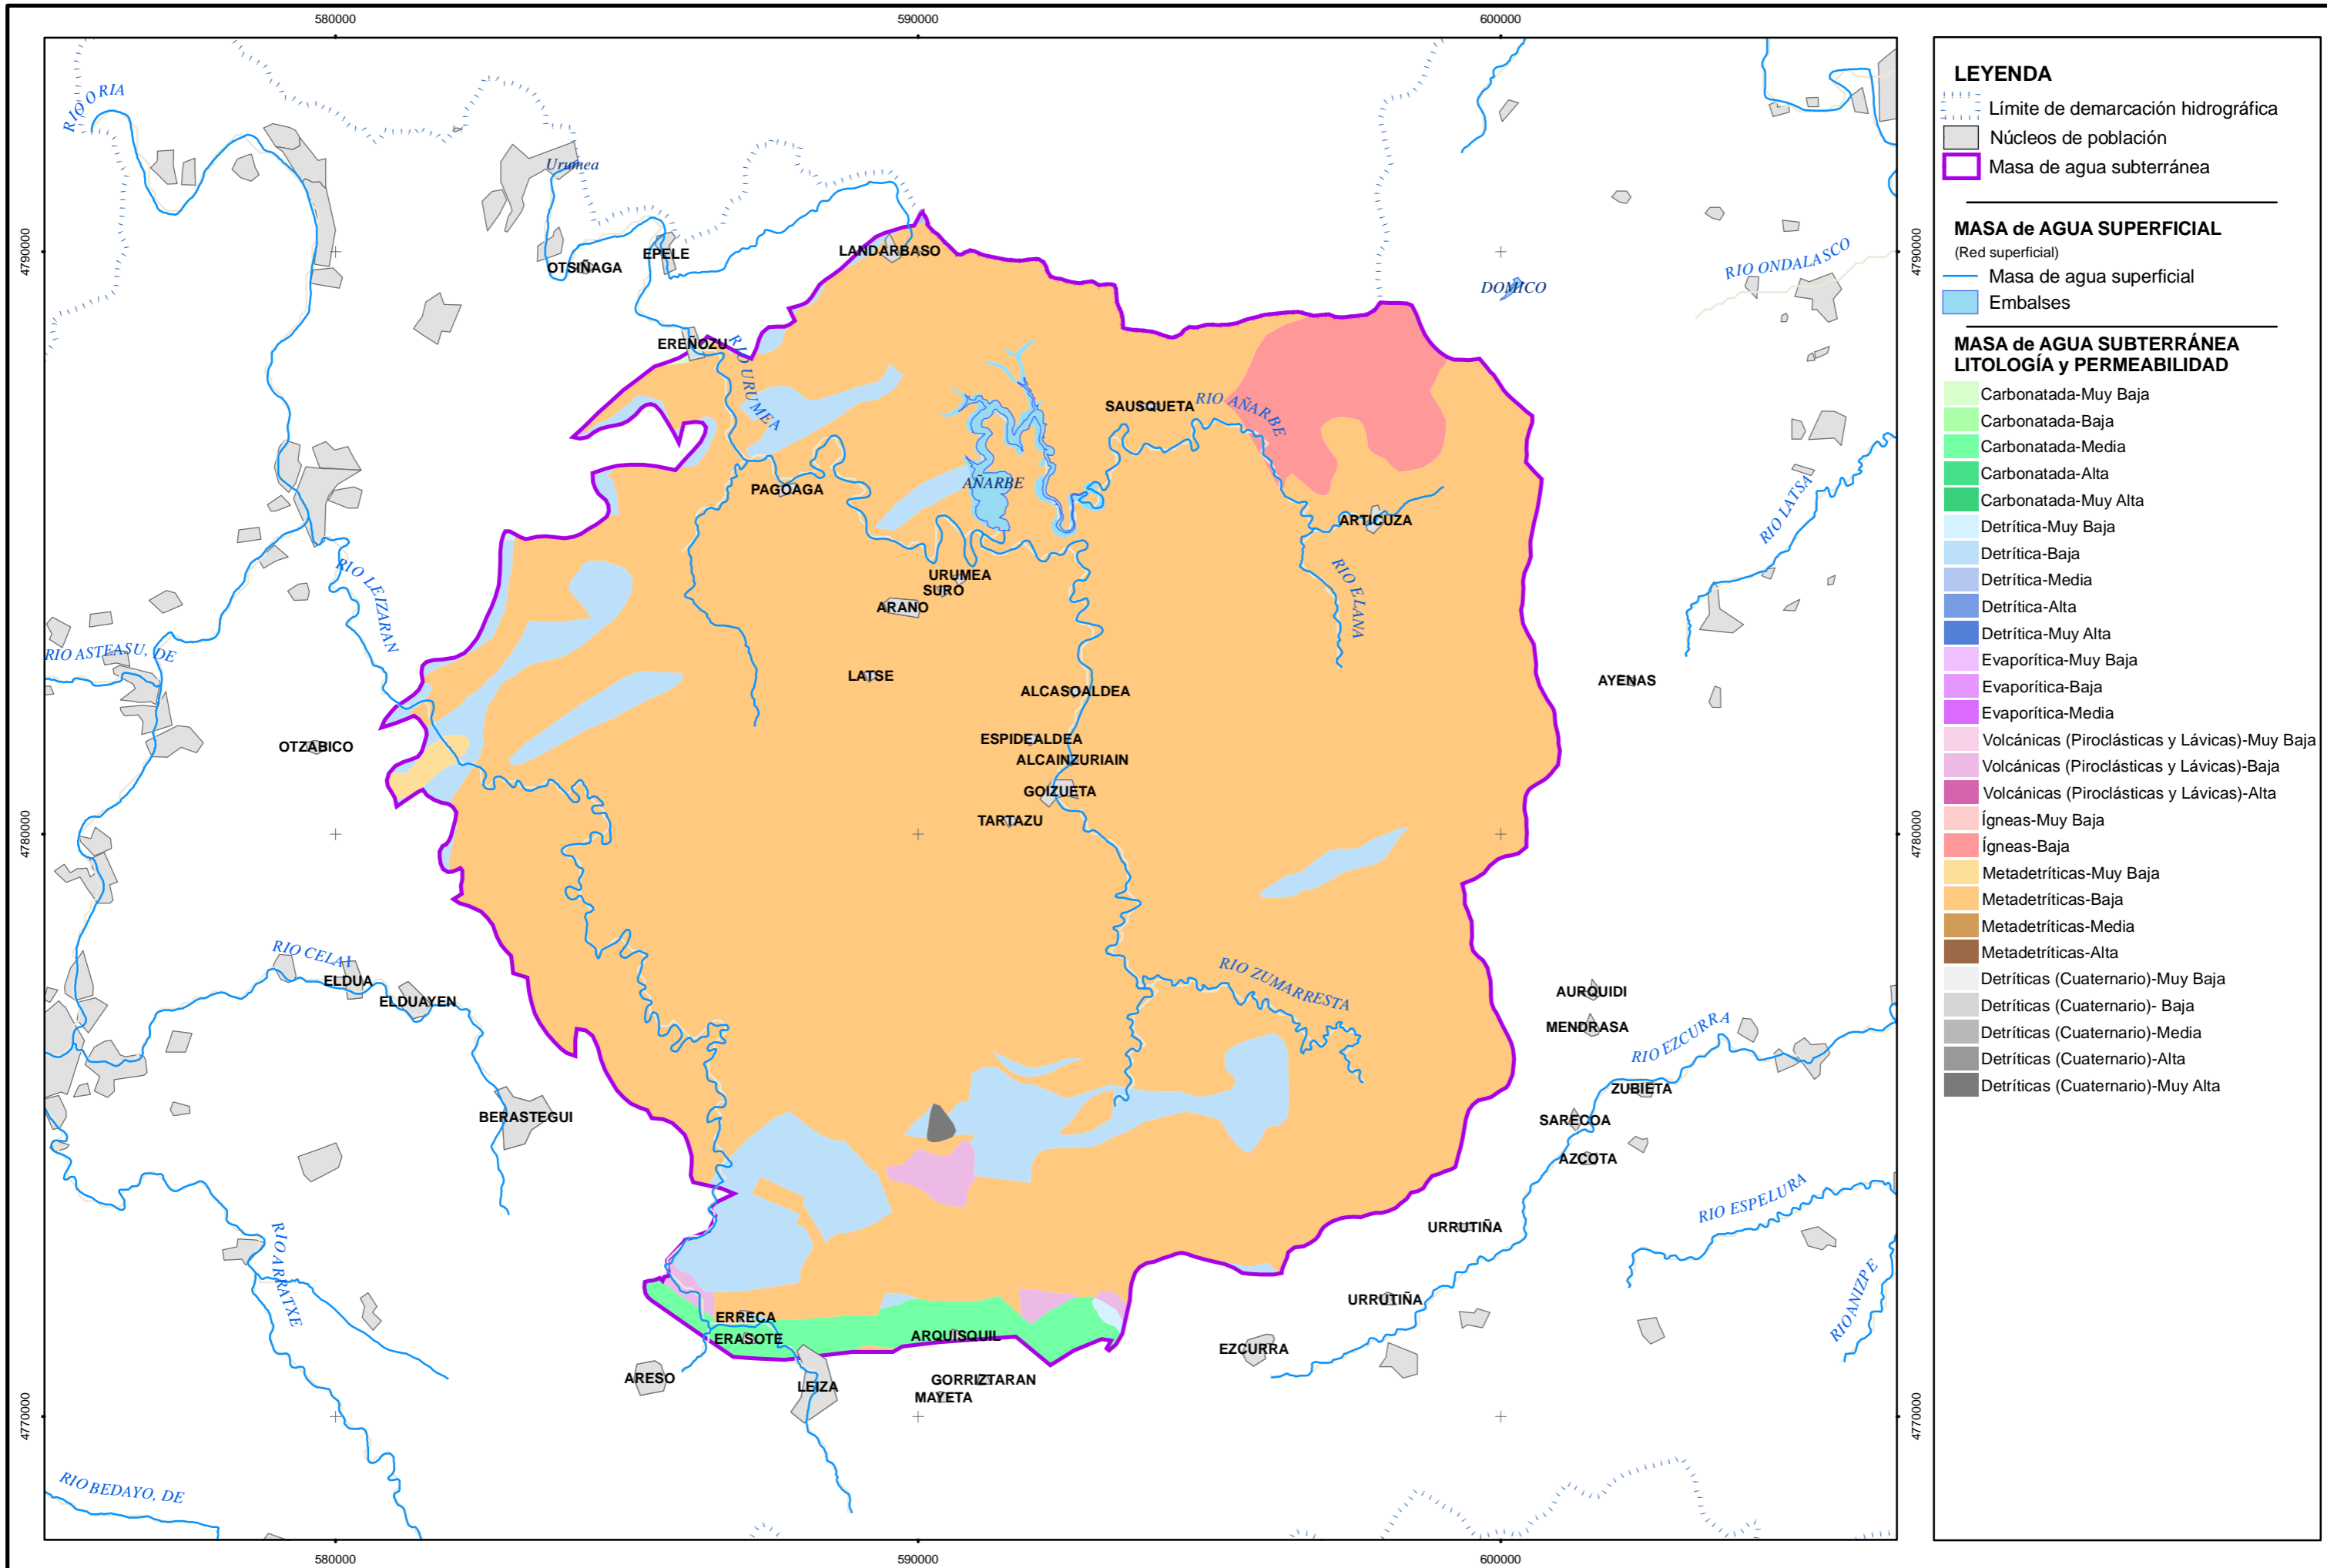 580000
590000
600000
RIO ORIA
Urumea
OTSIÑAGA
EPELE
LANDARBASO
4790000
4790000
RIO ONDALASCO
DOMICO
EREÑOZU
RIO URUMEA
SAUSQUETA
RIO AÑARBE
PAGOAGA
AÑARBE
ARTICUZA
RIO LATSA
RIO LEIZARAN
URUMEA
SURO
ARANO
RIO ELANA
RIO ASTEASU, DE
LATSE
ALCASOALDEA
AYENAS
OTZABICO
ESPIDEALDEA
ALCAINZURIAIN
GOIZUETA
TARTAZU
4780000
4780000
RIO CELAI
ELDUA
ELDUAYEN
RIO ZUMARRESTA
AURQUIDI
MENDRASA
RIO EZCURRA
ZUBIETA
BERASTEGUI
SARECOA
AZCOTA
RIO ESPELURA
URRUTIÑA
RIO ARRATXE
URRUTIÑA
RIO ANIZPE
ERRECA
ERASOTE
ARQUISQUIL
EZCURRA
ARESO
LEIZA
GORRIZTARAN
MAYETA
4770000
4770000
RIO BEDAYO, DE
580000
590000
600000
LEYENDA
Límite de demarcación hidrográfica
Núcleos de población
Masa de agua subterránea
MASA de AGUA SUPERFICIAL
(Red superficial)
Masa de agua superficial
Embalses
MASA de AGUA SUBTERRÁNEA
LITOLOGÍA y PERMEABILIDAD
Carbonatada-Muy Baja
Carbonatada-Baja
Carbonatada-Media
Carbonatada-Alta
Carbonatada-Muy Alta
Detrítica-Muy Baja
Detrítica-Baja
Detrítica-Media
Detrítica-Alta
Detrítica-Muy Alta
Evaporítica-Muy Baja
Evaporítica-Baja
Evaporítica-Media
Volcánicas (Piroclásticas y Lávicas)-Muy Baja
Volcánicas (Piroclásticas y Lávicas)-Baja
Volcánicas (Piroclásticas y Lávicas)-Alta
Ígneas-Muy Baja
Ígneas-Baja
Metadetríticas-Muy Baja
Metadetríticas-Baja
Metadetríticas-Media
Metadetríticas-Alta
Detríticas (Cuaternario)-Muy Baja
Detríticas (Cuaternario)- Baja
Detríticas (Cuaternario)-Media
Detríticas (Cuaternario)-Alta
Detríticas (Cuaternario)-Muy Alta